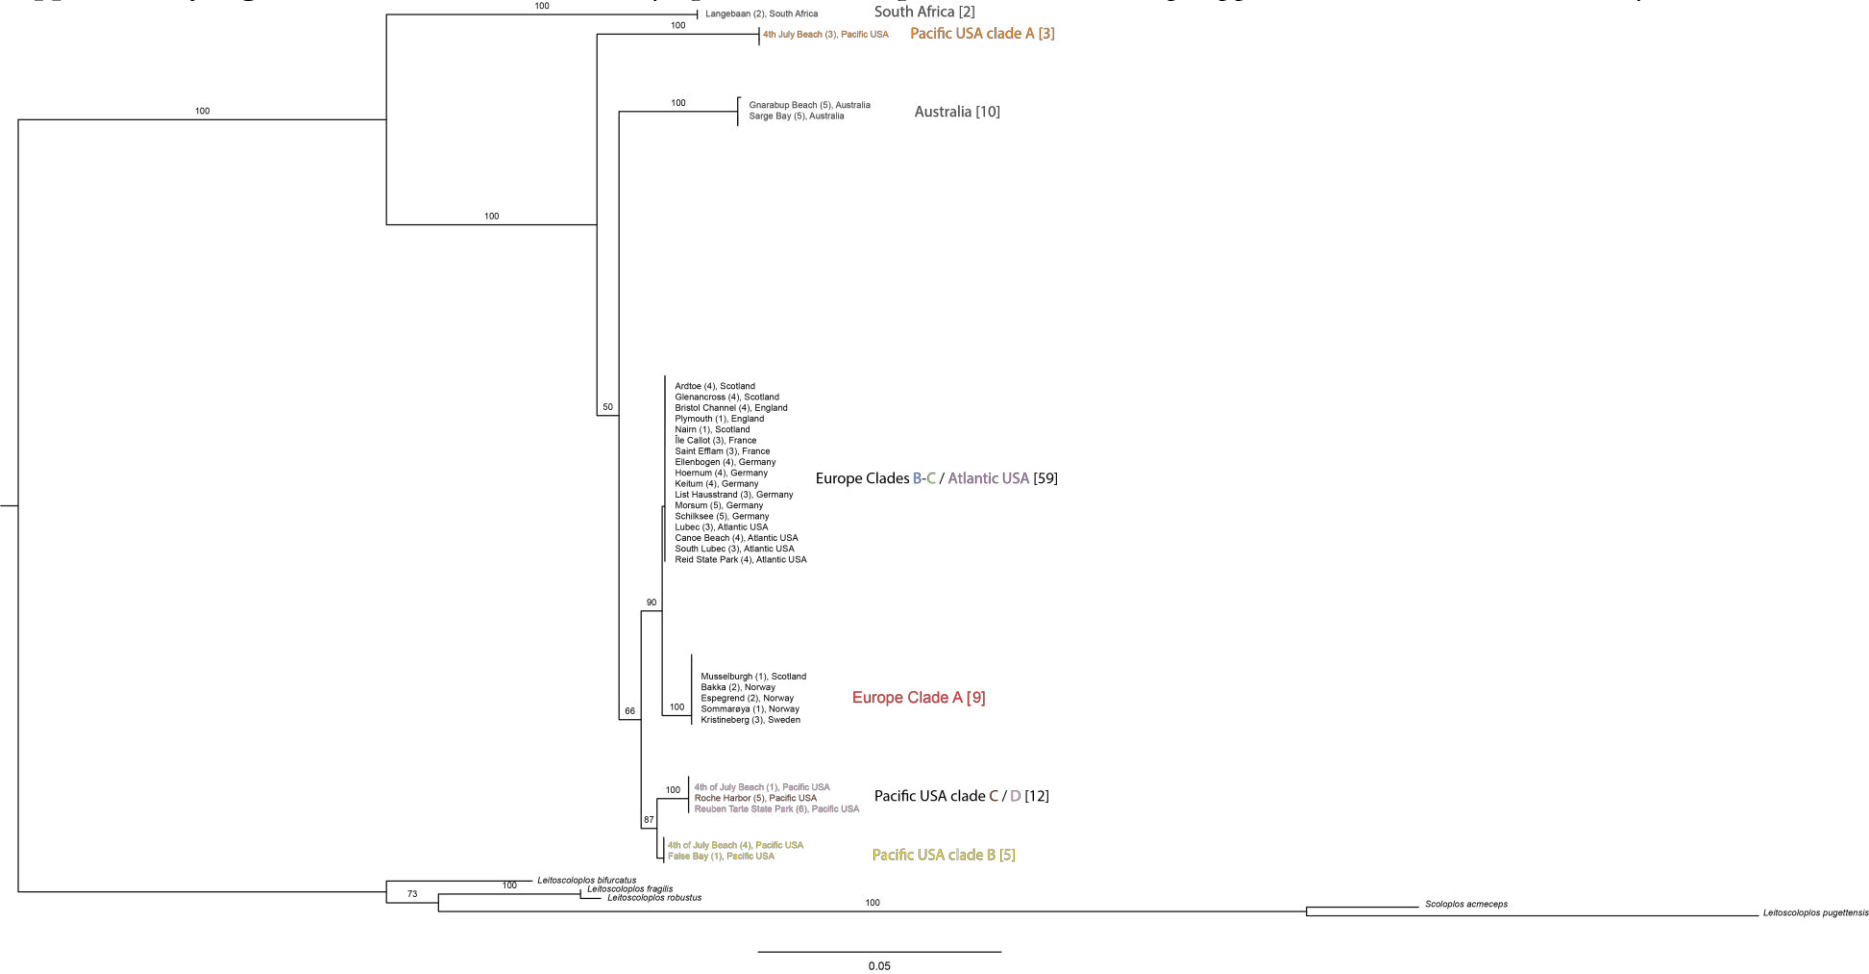 100
Langebaan (2), South Africa
South Africa [2]
100
4th July Beach (3), Pacific USA
Pacific USA clade A [3]
100
100
Gnarabup Beach (5), Australia
Sarge Bay (5), Australia
Australia [10]
100
50
Ardtoe (4), Scotland
Glenancross (4), Scotland
Bristol Channel (4), England
Plymouth (1), England
Nairn (1), Scotland
Île Callot (3), France
Saint Efflam (3), France
Ellenbogen (4), Germany
Hoernum (4), Germany
Keitum (4), Germany
List Hausstrand (3), Germany
Morsum (5), Germany
Schilksee (5), Germany
Lubec (3), Atlantic USA
Canoe Beach (4), Atlantic USA
South Lubec (3), Atlantic USA
Reid State Park (4), Atlantic USA
Europe Clades B-C / Atlantic USA [59]
90
Musselburgh (1), Scotland
Bakka (2), Norway
Espegrend (2), Norway
Sommarøya (1), Norway
Kristineberg (3), Sweden
Europe Clade A [9]
100
66
4th of July Beach (1), Pacific USA
Roche Harbor (5), Pacific USA
Reuben Tarte State Park (6), Pacific USA
100
Pacific USA clade C / D [12]
87
4th of July Beach (4), Pacific USA
False Bay (1), Pacific USA
Pacific USA clade B [5]
Leitoscoloplos bifurcatus
100
Leitoscoloplos fragilis
73
Leitoscoloplos robustus
100
Scoloplos acmeceps
Leitoscoloplos pugettensis
0.05